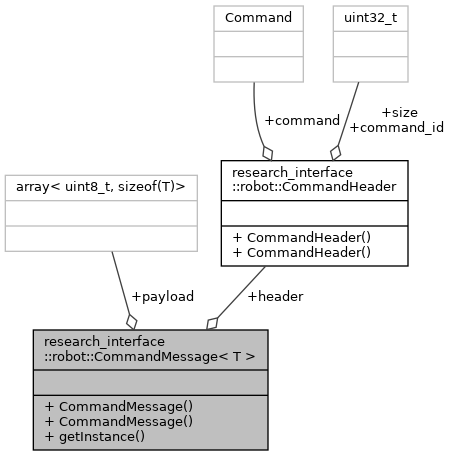 Command
uint32_t
+command
+size
+command_id
array< uint8_t, sizeof(T)>
research_interface
::robot::CommandHeader
+ CommandHeader()
+ CommandHeader()
+payload
+header
research_interface
::robot::CommandMessage< T >
+ CommandMessage()
+ CommandMessage()
+ getInstance()